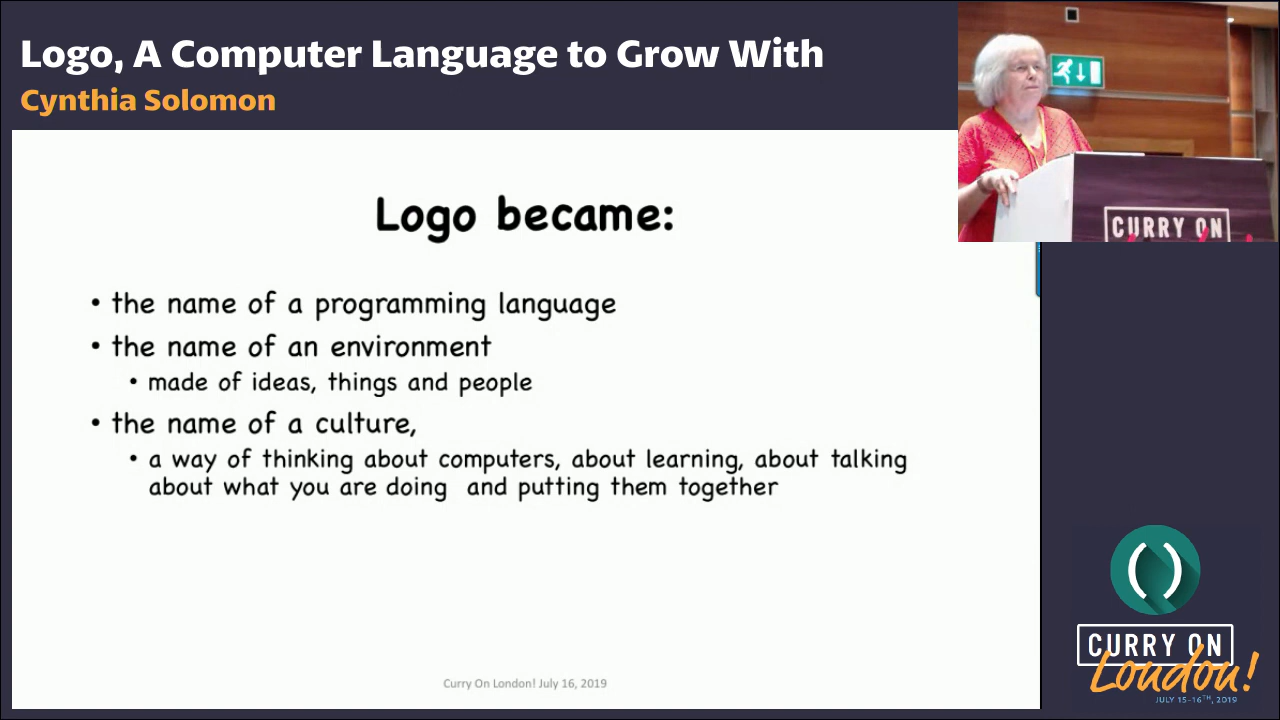 Logo, A Computer Language to Grow With
Cynthia Solomon
Logo became:
• the name of a programming language
• the name of an environment
• made of ideas, things and people
• the name of a culture,
• a way of thinking about computers, about learning, about talking
about what you are doing and putting them together
Curry On London! July 16, 2019
CURRY ON
CURRY ON
London!
JULY 15-16TH, 2019